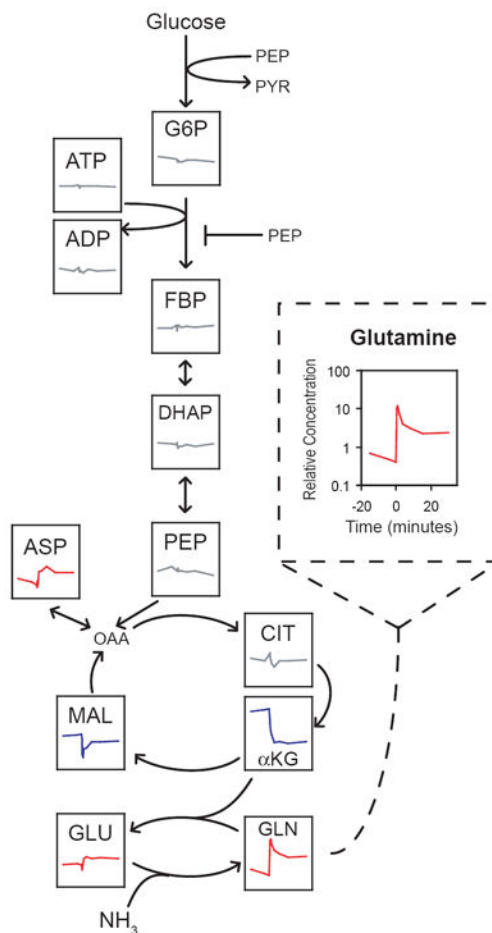 Glucose
PEP
PYR
G6P
ATP
ADP
PEP
FBP
DHAP
PEP
ASP
OAA
CIT
MAL
αKG
GLU
GLN
NH3
Glutamine
Relative Concentration
100
10
1
0.1
-20 0 20
Time (minutes)